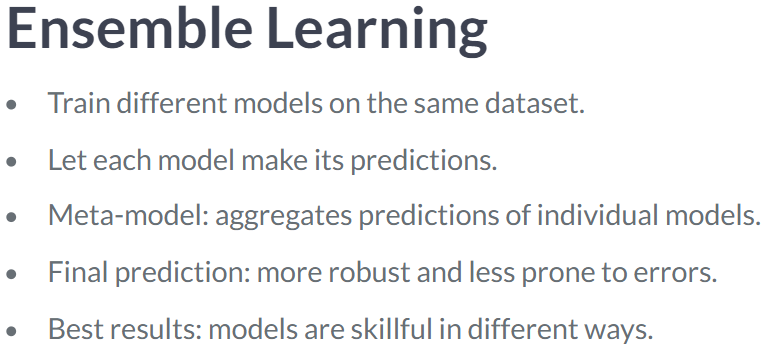 Ensemble Learning
• Train different models on the same dataset.
• Let each model make its predictions.
• Meta-model: aggregates predictions of individual models.
• Final prediction: more robust and less prone to errors.
• Best results: models are skillful in different ways.